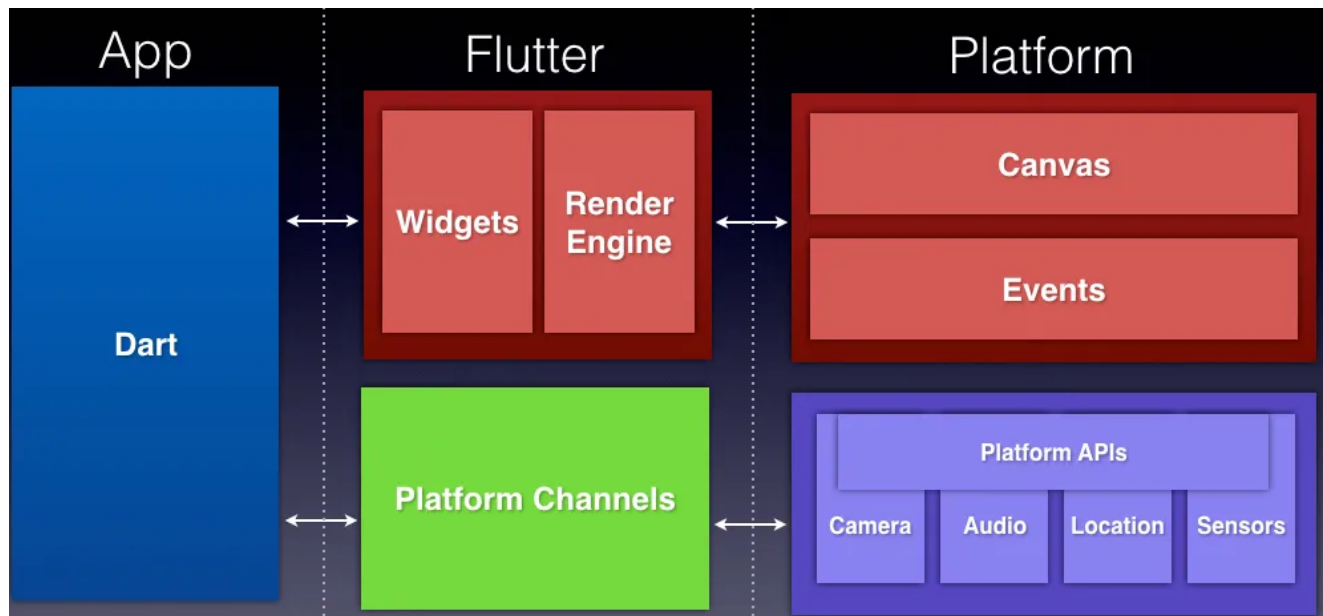 App
Flutter
Platform
Dart
Widgets
Render
Engine
Canvas
Events
Platform Channels
Platform APIs
Camera
Audio
Location
Sensors